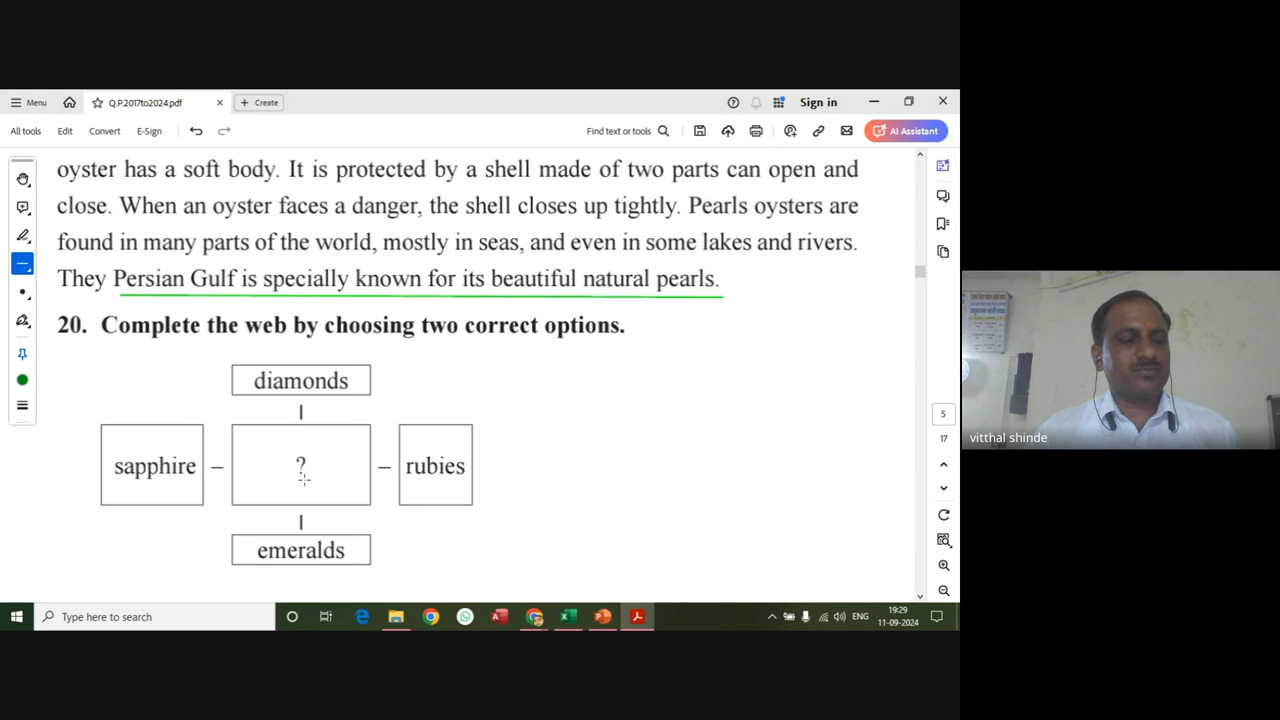 Menu
Q.P.2017to2024.pdf
Create
Sign in
All tools
Edit
Convert
E-Sign
Find text or tools
AI Assistant
oyster has a soft body. It is protected by a shell made of two parts can open and
close. When an oyster faces a danger, the shell closes up tightly. Pearls oysters are
found in many parts of the world, mostly in seas, and even in some lakes and rivers.
They Persian Gulf is specially known for its beautiful natural pearls.
20. Complete the web by choosing two correct options.
diamonds
sapphire – ? – rubies
emeralds
5
17
vitthal shinde
Type here to search
ENG
19:29
11-09-2024